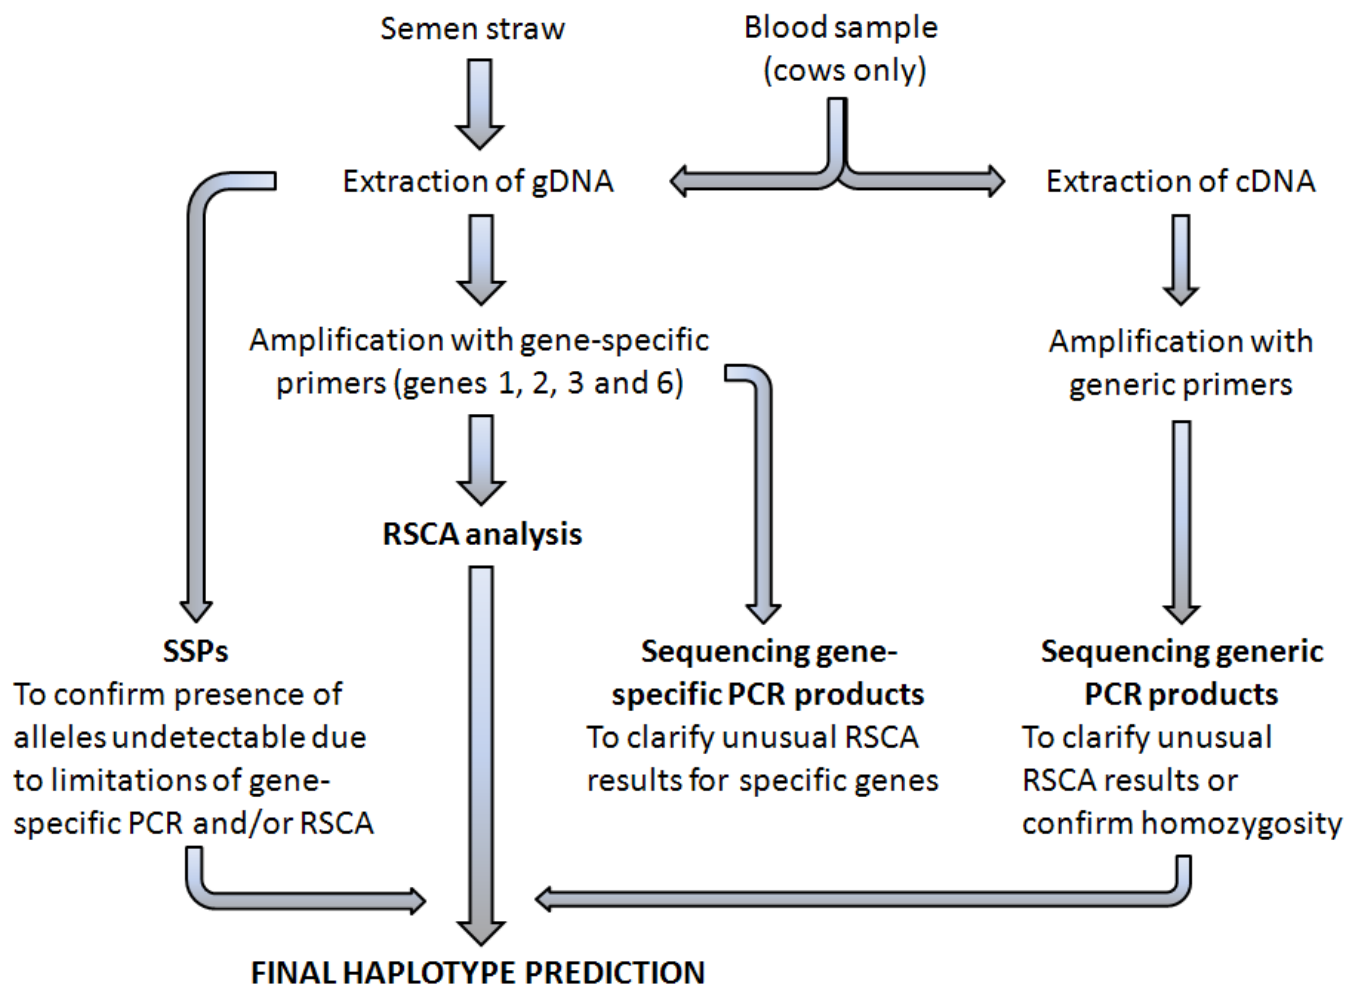 Semen straw
Blood sample
(cows only)
Extraction of gDNA
Extraction of cDNA
Amplification with gene-specific
primers (genes 1, 2, 3 and 6)
Amplification with
generic primers
RSCA analysis
SSPs
To confirm presence of
alleles undetectable due
to limitations of gene-
specific PCR and/or RSCA
Sequencing gene-
specific PCR products
To clarify unusual RSCA
results for specific genes
Sequencing generic
PCR products
To clarify unusual
RSCA results or
confirm homozygosity
FINAL HAPLOTYPE PREDICTION